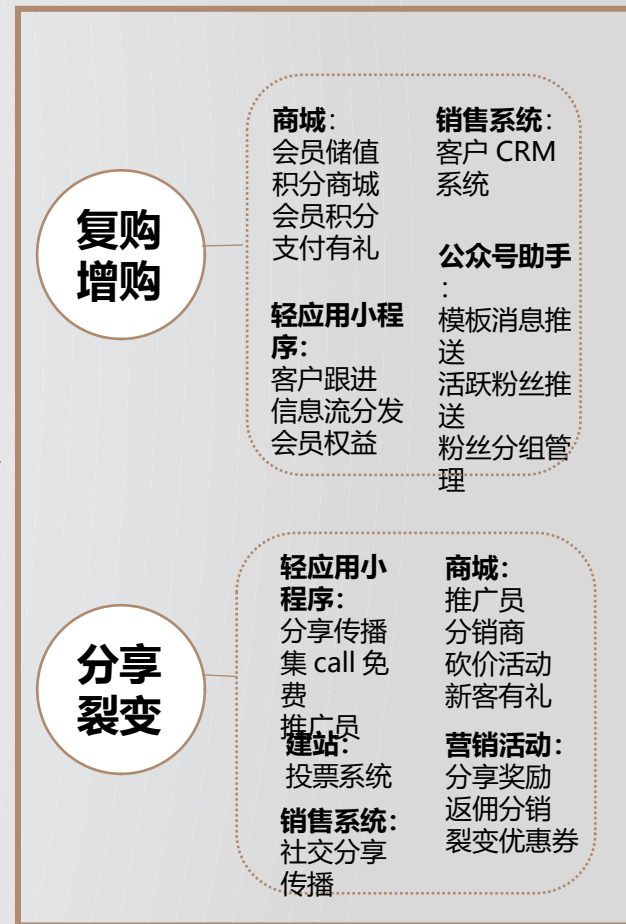 复购
增购
商城：
会员储值
积分商城
会员积分
支付有礼
轻应用小程
序：
客户跟进
信息流分发
会员权益
销售系统：
客户 CRM
系统
公众号助手
：
模板消息推
送
活跃粉丝推
送
粉丝分组管
理
分享
裂变
轻应用小
程序：
分享传播
集 call 免
费
推广员
建站：
投票系统
销售系统：
社交分享
传播
商城：
推广员
分销商
砍价活动
新客有礼
营销活动：
分享奖励
返佣分销
裂变优惠券